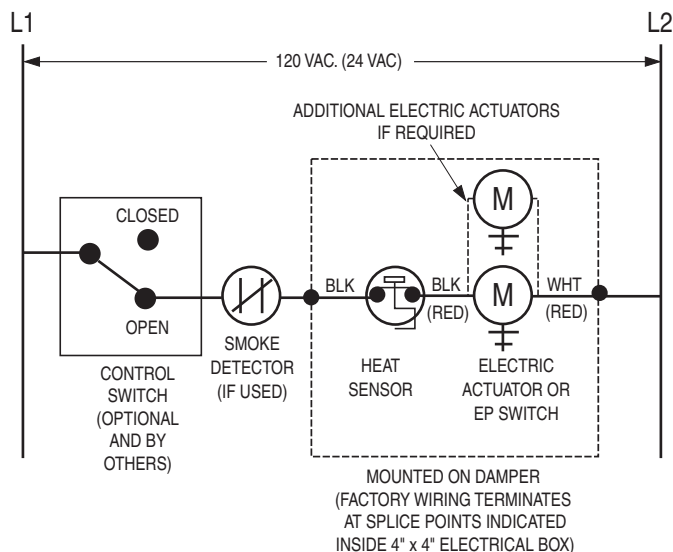 L1
L2
120 VAC. (24 VAC)
ADDITIONAL ELECTRIC ACTUATORS
IF REQUIRED
M
CLOSED
OPEN
BLK
BLK
(RED)
M
WHT
(RED)
CONTROL
SWITCH
(OPTIONAL
AND BY
OTHERS)
SMOKE
DETECTOR
(IF USED)
HEAT
SENSOR
ELECTRIC
ACTUATOR OR
EP SWITCH
MOUNTED ON DAMPER
(FACTORY WIRING TERMINATES
AT SPLICE POINTS INDICATED
INSIDE 4" x 4" ELECTRICAL BOX)